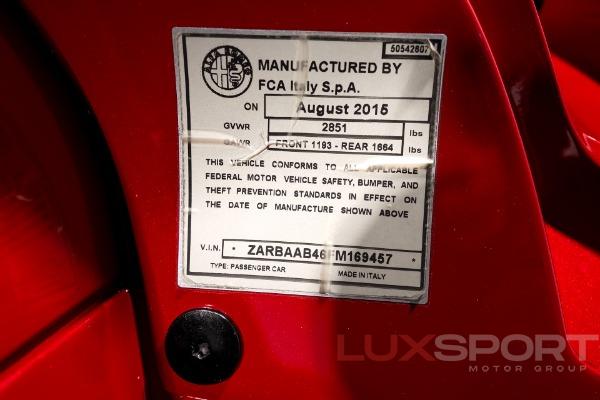 50542807
ALFA ROMEO
MANUFACTURED BY
FCA Italy S.p.A.
ON August 2015
GVWR 2851 lbs
GAWR FRONT 1193 - REAR 1664 lbs
THIS VEHICLE CONFORMS TO ALL APPLICABLE
FEDERAL MOTOR VEHICLE SAFETY, BUMPER, AND
THEFT PREVENTION STANDARDS IN EFFECT ON
THE DATE OF MANUFACTURE SHOWN ABOVE
V.I.N. * ZARBAAB46FM169457 *
TYPE: PASSENGER CAR MADE IN ITALY
LUXSPORT
MOTOR GROUP